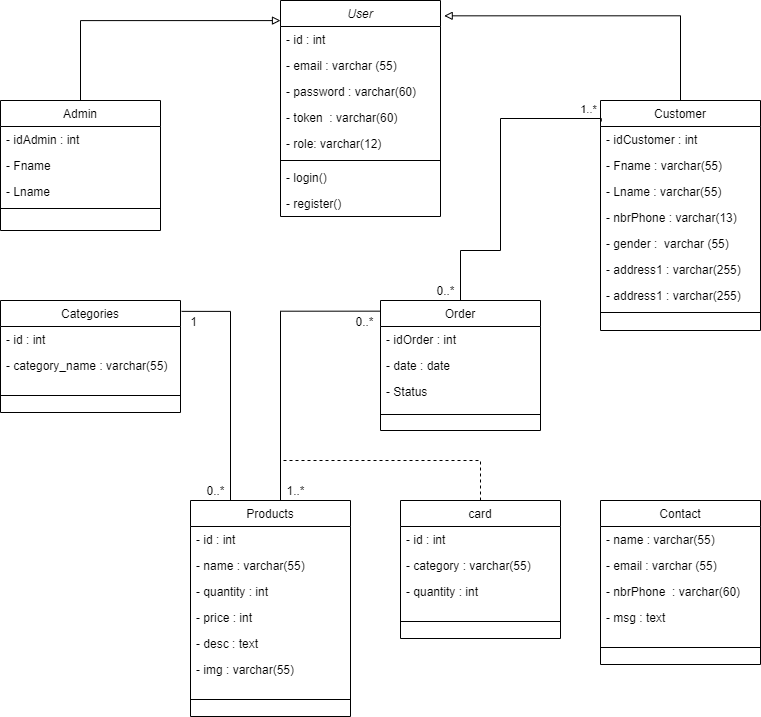 User
- id : int
- email : varchar (55)
- password : varchar(60)
- token  : varchar(60)
- role: varchar(12)
- login()
- register()
Admin
- idAdmin : int
- Fname
- Lname
1..*
Customer
- idCustomer : int
- Fname : varchar(55)
- Lname : varchar(55)
- nbrPhone : varchar(13)
- gender :  varchar (55)
- address1 : varchar(255)
- address1 : varchar(255)
Categories
- id : int
- category_name : varchar(55)
1
0..*
0..*
Order
- idOrder : int
- date : date
- Status
0..*
1..*
Products
- id : int
- name : varchar(55)
- quantity : int
- price : int
- desc : text
- img : varchar(55)
card
- id : int
- category : varchar(55)
- quantity : int
Contact
- name : varchar(55)
- email : varchar (55)
- nbrPhone  : varchar(60)
- msg : text